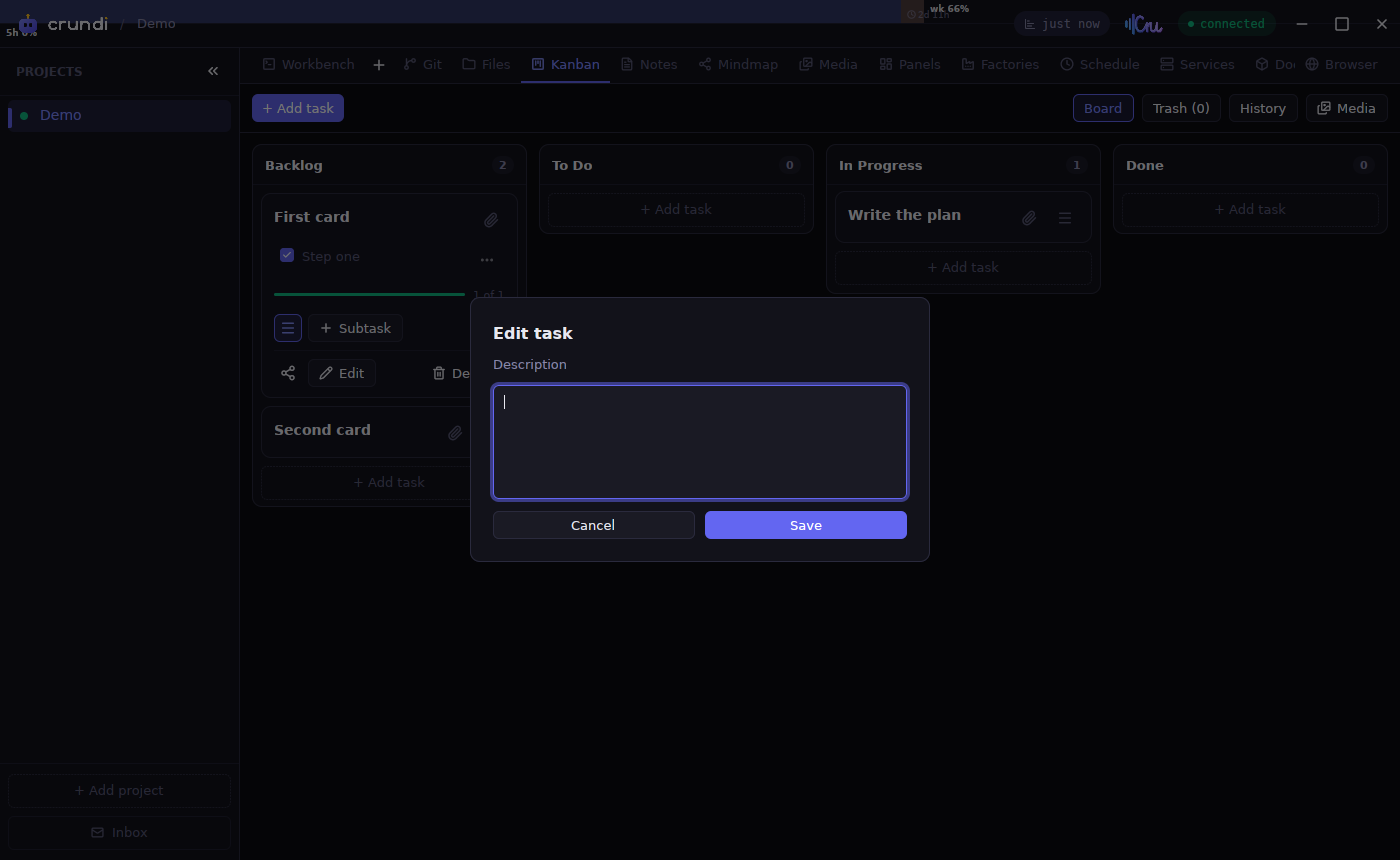 5h 0%
crundi / Demo
2d 11h
wk 66%
just now
Cru
connected
PROJECTS
Demo
+ Add project
Inbox
Workbench
+
Git
Files
Kanban
Notes
Mindmap
Media
Panels
Factories
Schedule
Services
Doc
Browser
+ Add task
Board
Trash (0)
History
Media
Backlog 2
First card
Step one
...
1 of 1
+ Subtask
Edit
De
Second card
+ Add task
To Do 0
+ Add task
In Progress 1
Write the plan
+ Add task
Done 0
+ Add task
Edit task
Description
Cancel
Save